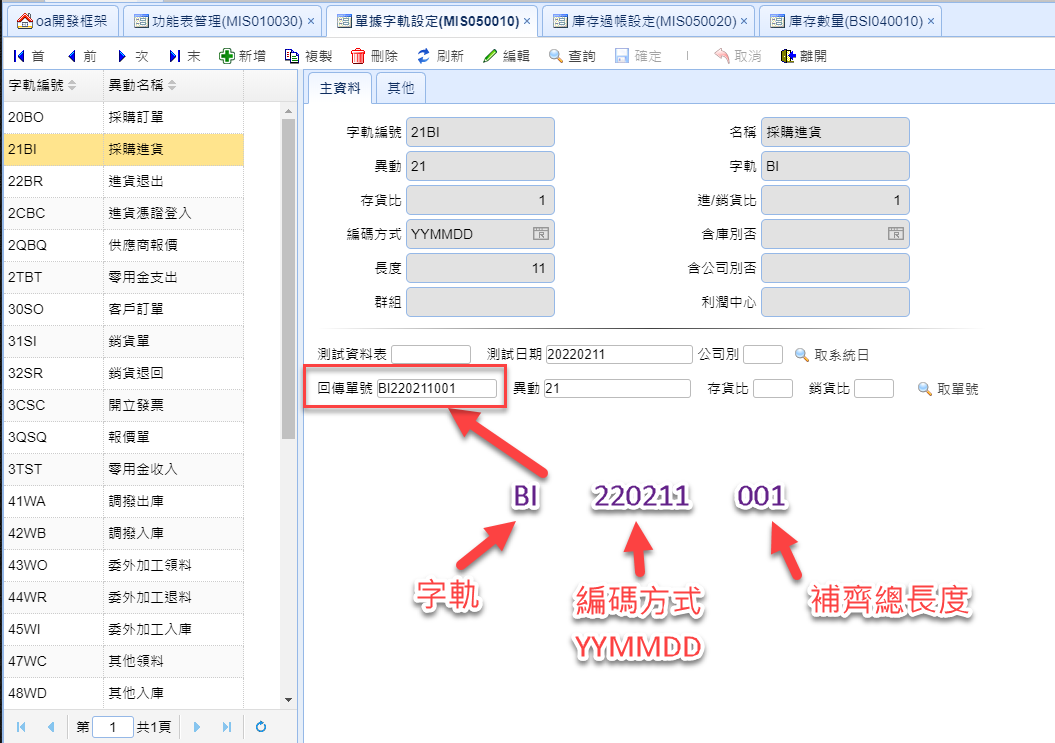 oa開發框架 功能表管理(MIS010030) × 單據字軌設定(MIS050010) × 庫存過帳設定(MIS050020) × 庫存數量(BSI040010) ×
首 前 次 末 新增 複製 刪除 刷新 編輯 查詢 確定 取消 離開
字軌編號 異動名稱
20BO 採購訂單
21BI 採購進貨
22BR 進貨退出
2CBC 進貨憑證登入
2QBQ 供應商報價
2TBT 零用金支出
30SO 客戶訂單
31SI 銷貨單
32SR 銷貨退回
3CSC 開立發票
3QSQ 報價單
3TST 零用金收入
41WA 調撥出庫
42WB 調撥入庫
43WO 委外加工領料
44WR 委外加工退料
45WI 委外加工入庫
47WC 其他領料
48WD 其他入庫
第 1 共1頁
主資料 其他
字軌編號 21BI 名稱 採購進貨
異動 21 字軌 BI
存貨比 1 進/銷貨比 1
編碼方式 YYMMDD 含庫別否
長度 11 含公司別否
群組 利潤中心
測試資料表 測試日期 20220211 公司別 取系統日
回傳單號 BI220211001 異動 21 存貨比 銷貨比 取單號
BI 220211 001
字軌 編碼方式 補齊總長度
YYMMDD